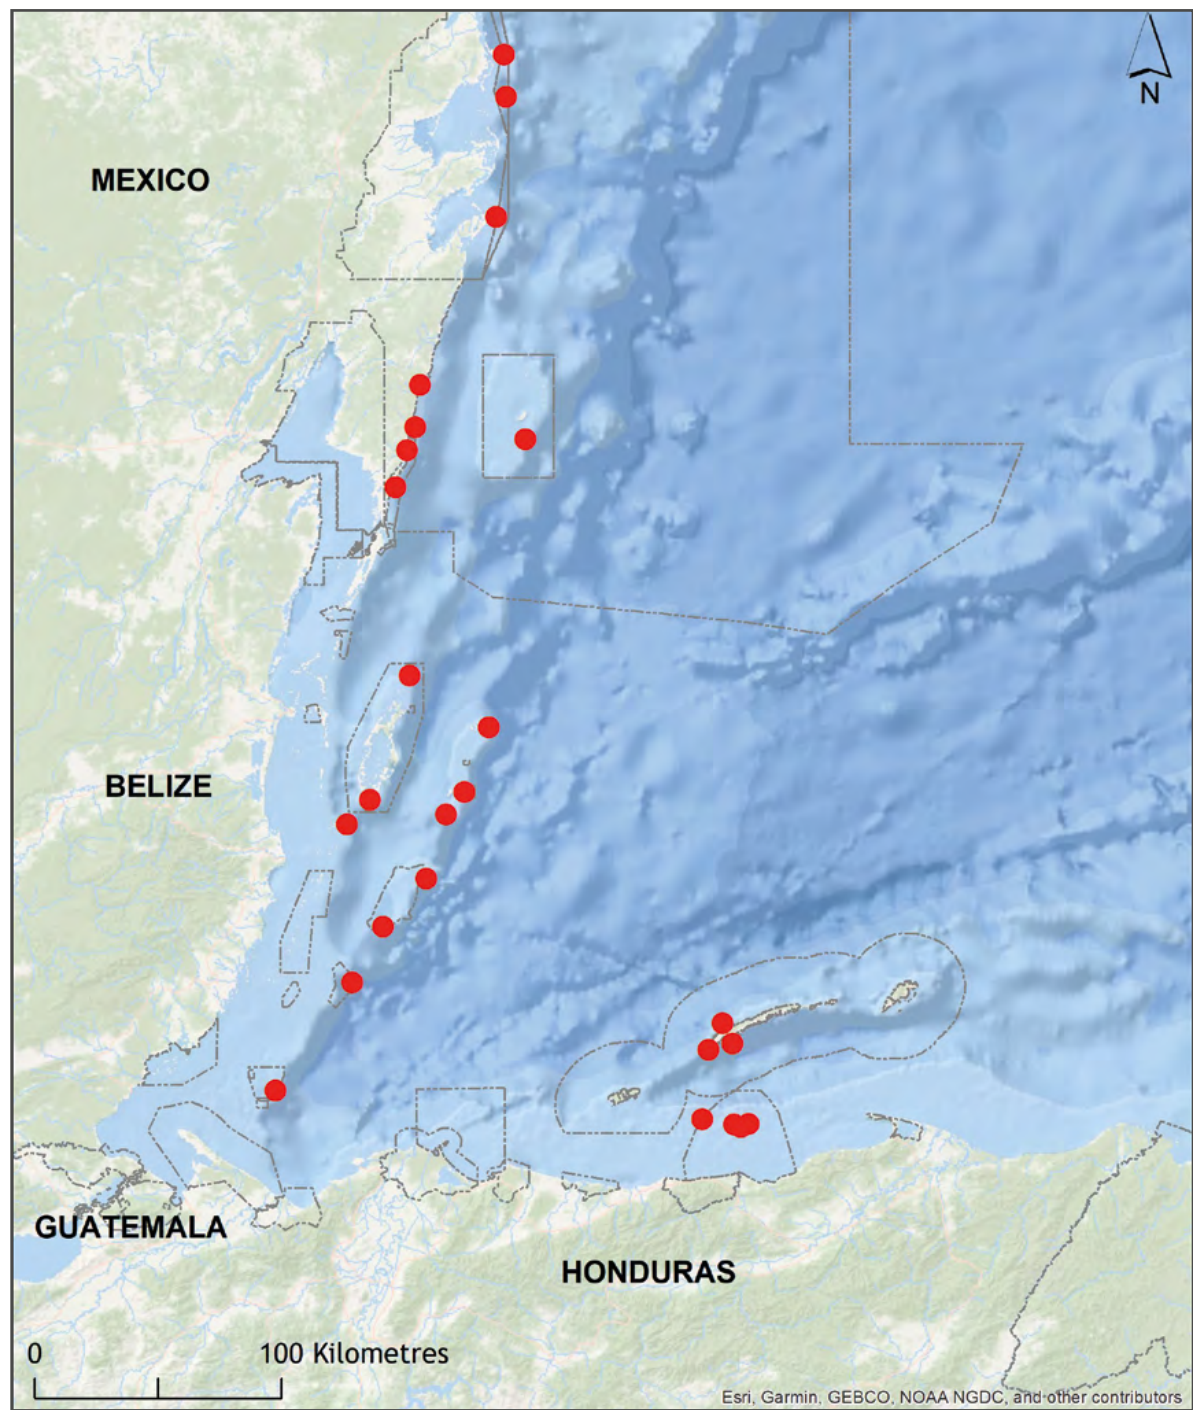 N
MEXICO
BELIZE
GUATEMALA
HONDURAS
0 100 Kilometres
Esri, Garmin, GEBCO, NOAA NGDC, and other contributors